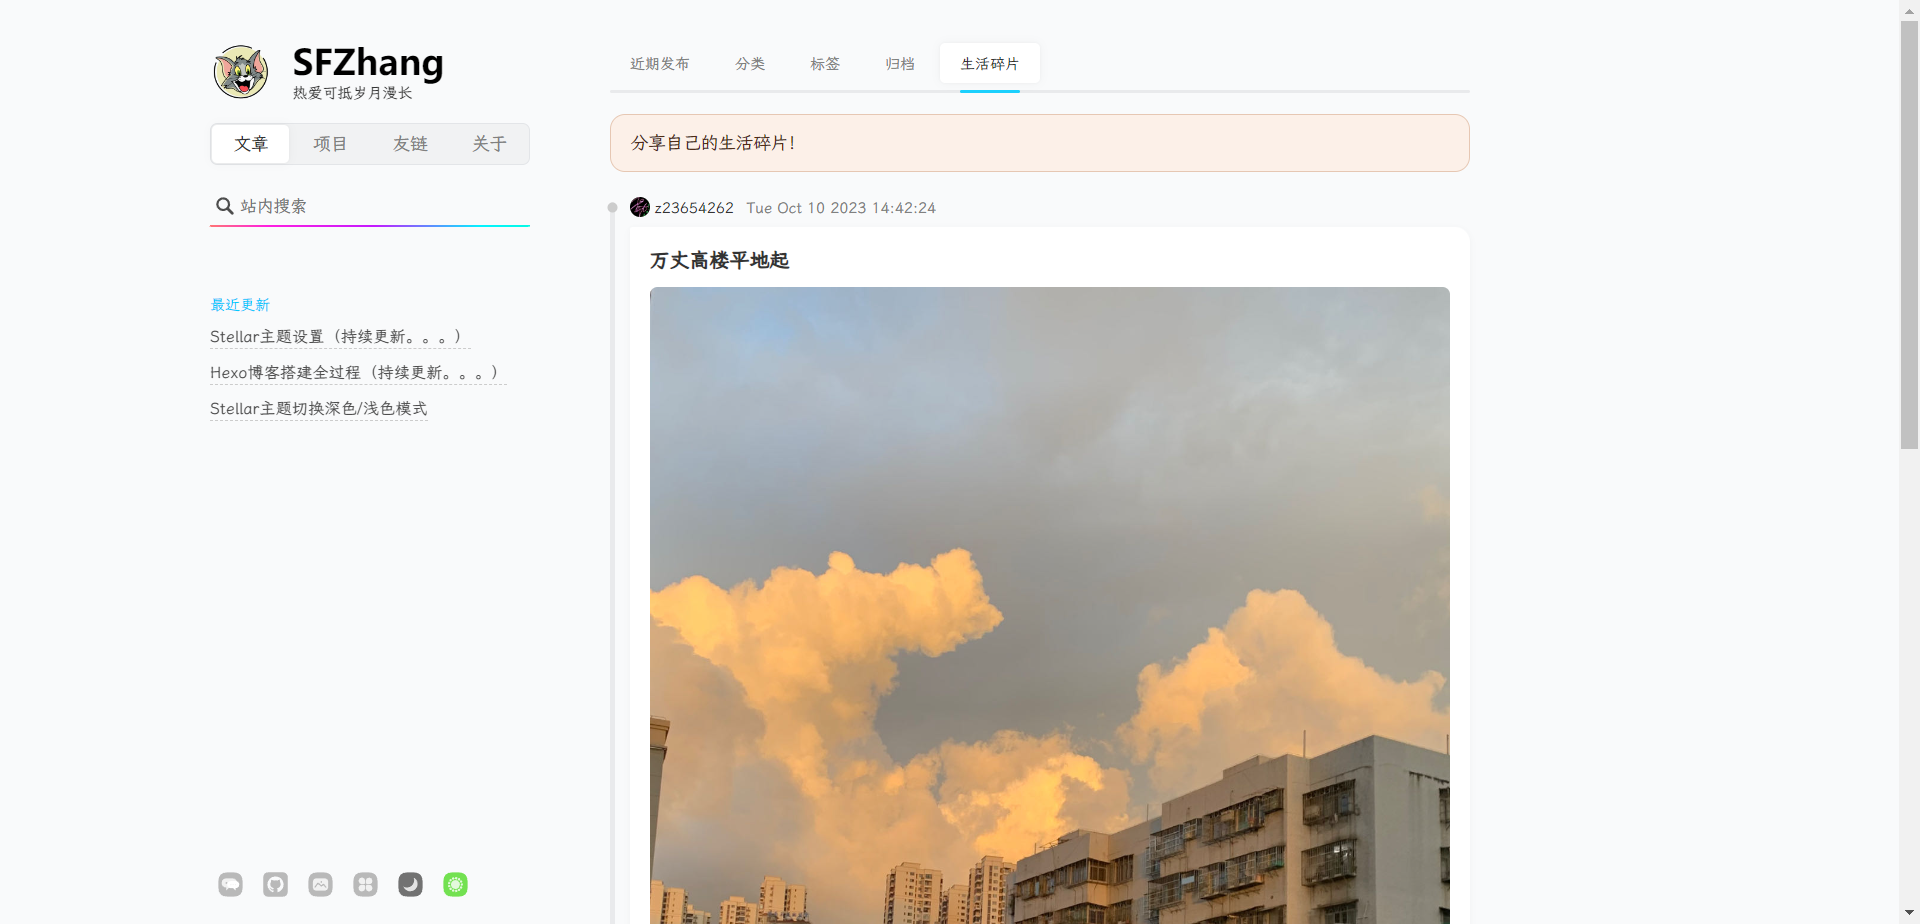 SFZhang
热爱可抵岁月漫长
文章 项目 友链 关于
站内搜索
最近更新
Stellar主题设置（持续更新。。。）
Hexo博客搭建全过程（持续更新。。。）
Stellar主题切换深色/浅色模式
近期发布 分类 标签 归档 生活碎片
分享自己的生活碎片！
z23654262 Tue Oct 10 2023 14:42:24
万丈高楼平地起